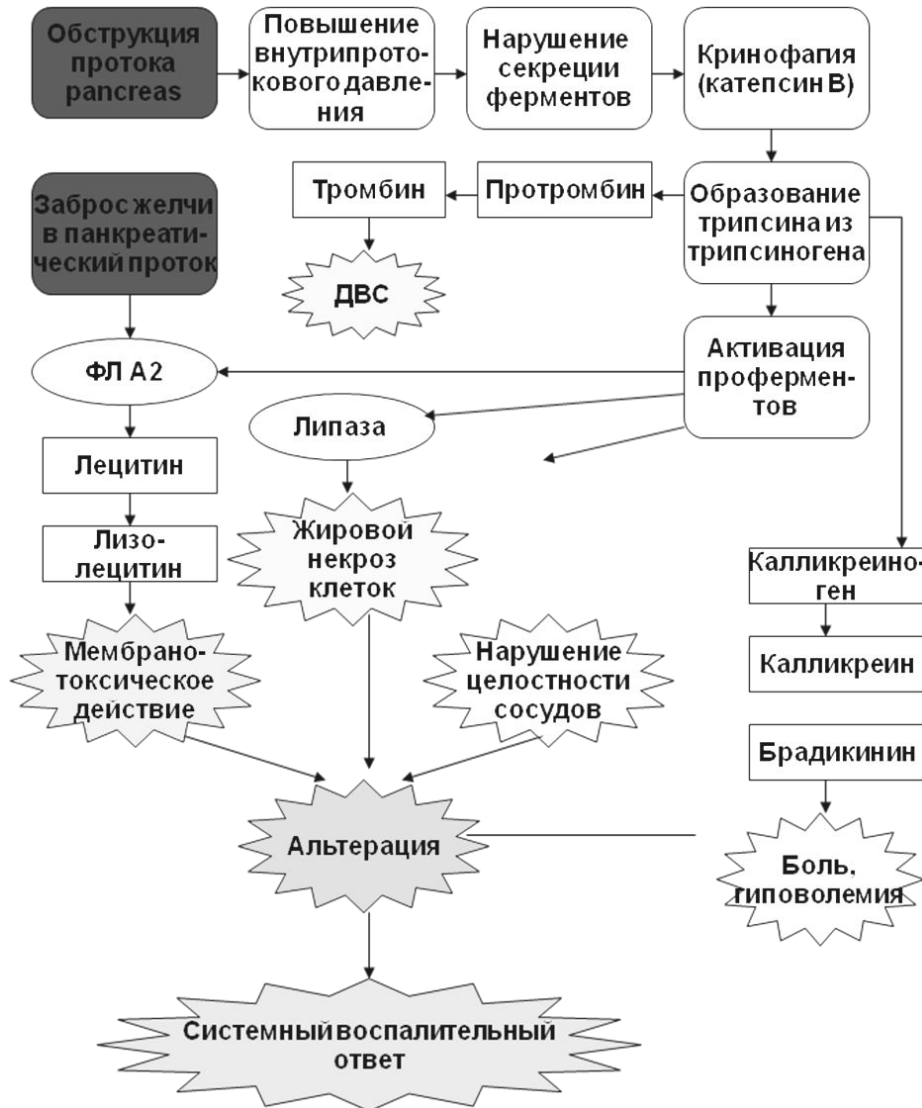 Обструкция
протока
pancreas
Повышение
внутрипрото-
кового давле-
ния
Нарушение
секреции
ферментов
Кринофагия
(катепсин В)
Заброс желчи
в панкреати-
ческий проток
Тромбин
Протромбин
Образование
трипсина из
трипсиногена
ДВС
ФЛ А2
Активация
профермен-
тов
Липаза
Лецитин
Лизо-
лецитин
Жировой
некроз
клеток
Калликреино-
ген
Мембрано-
токсическое
действие
Нарушение
целостности
сосудов
Калликреин
Брадикинин
Альтерация
Боль,
гиповолемия
Системный воспалительный
ответ